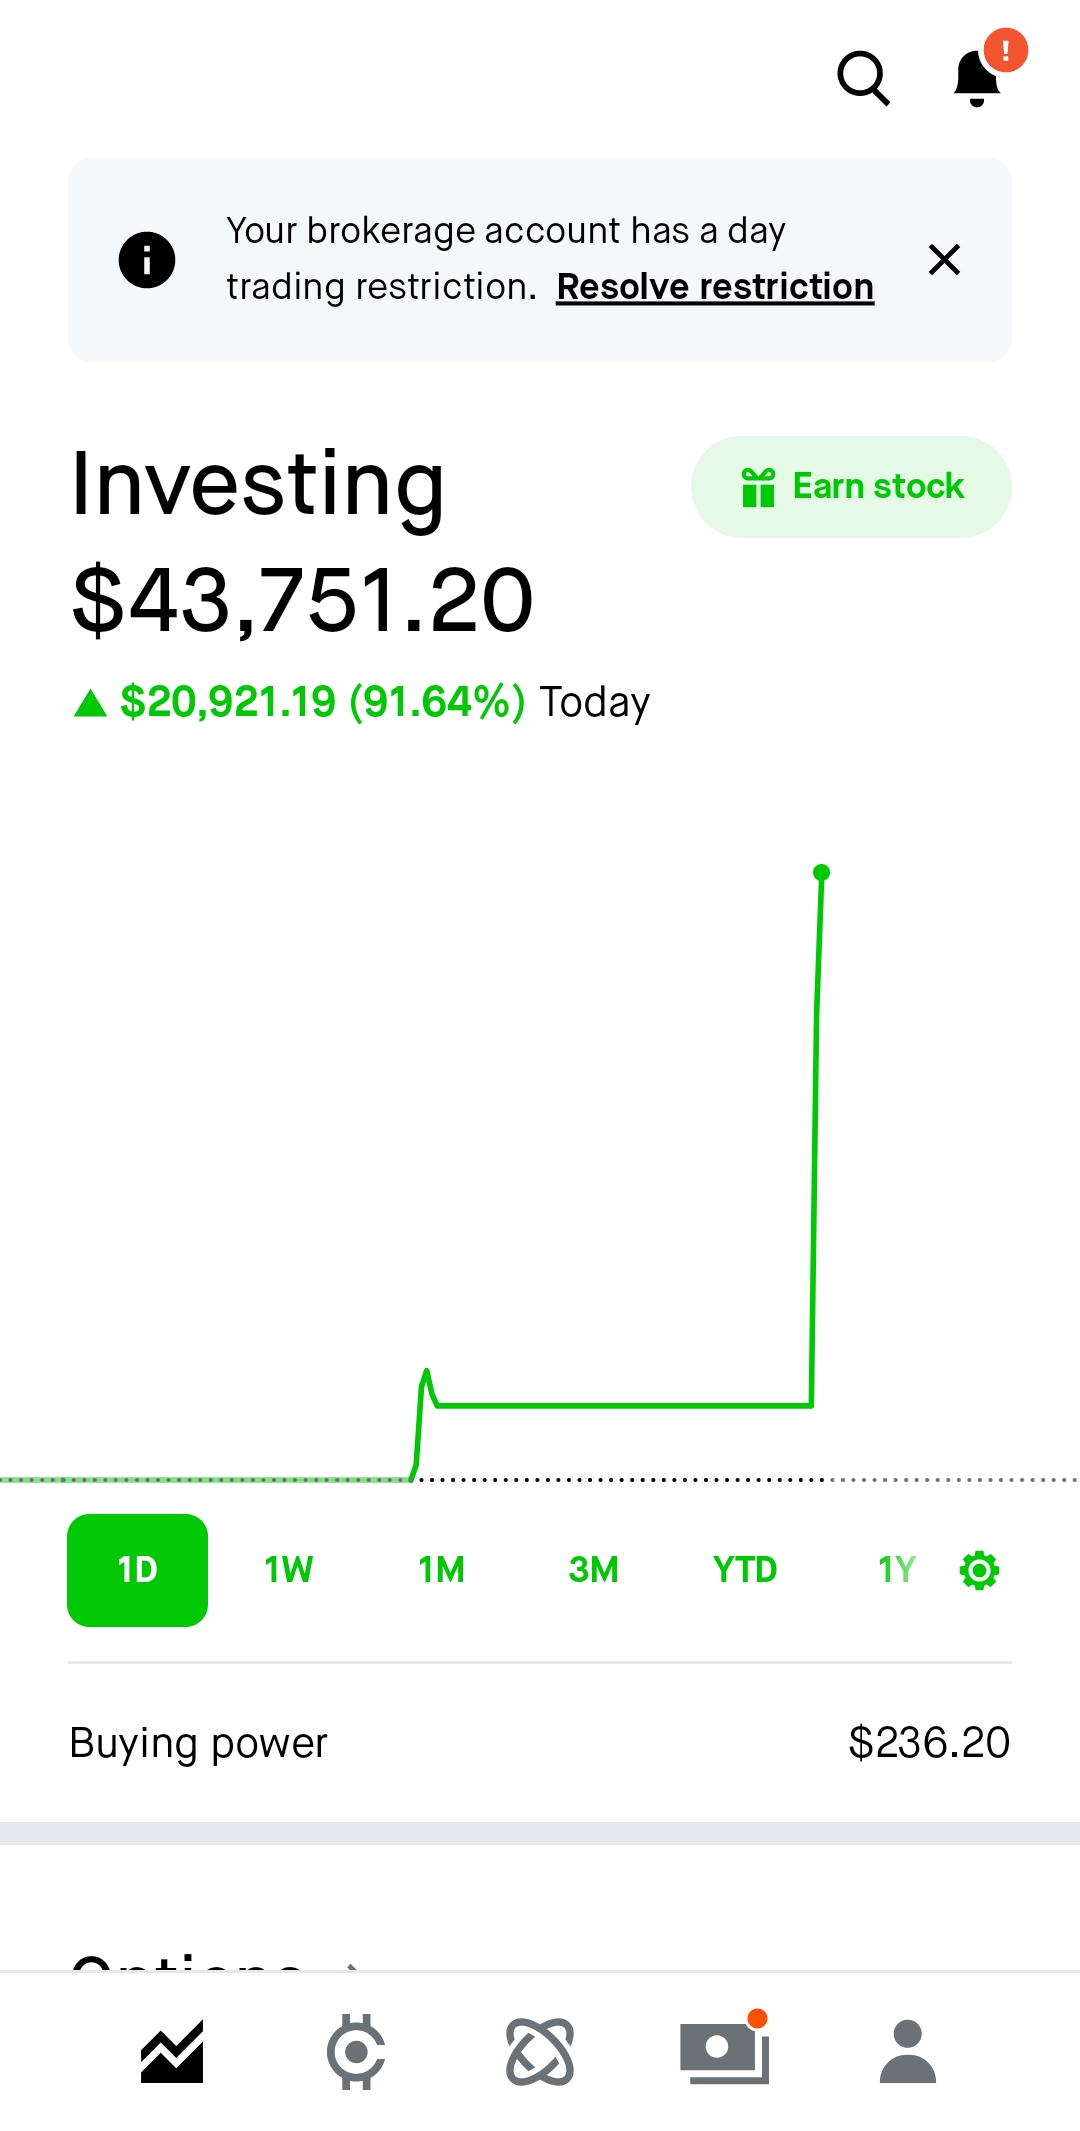 !
Your brokerage account has a day
trading restriction. Resolve restriction
Investing
Earn stock
$43,751.20
▲ $20,921.19 (91.64%) Today
1D 1W 1M 3M YTD 1Y
Buying power $236.20
Options